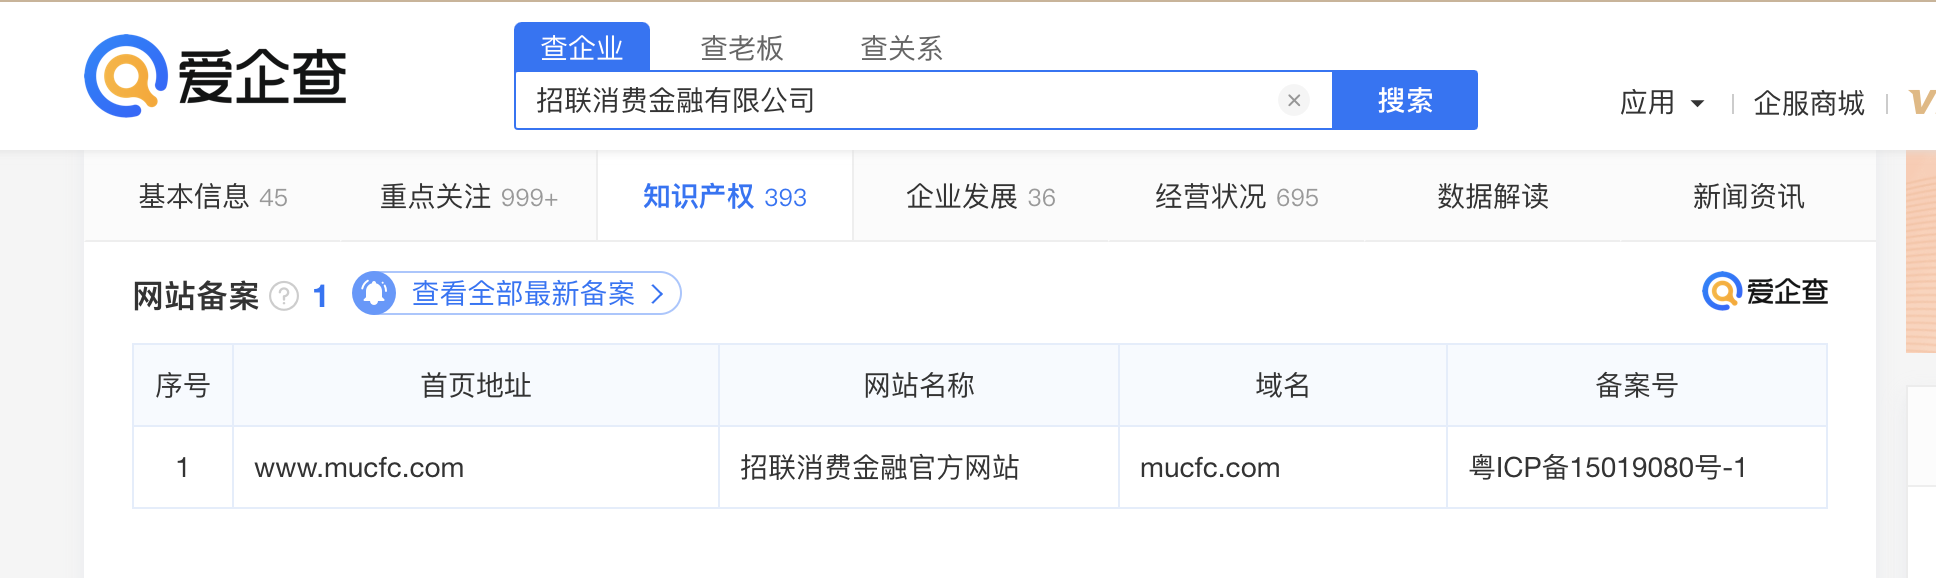 爱企查
查企业 查老板 查关系
招联消费金融有限公司 搜索
应用 企服商城
基本信息 45 重点关注 999+ 知识产权 393 企业发展 36 经营状况 695 数据解读 新闻资讯
网站备案 ? 1 查看全部最新备案 爱企查
序号 首页地址 网站名称 域名 备案号
1 www.mucfc.com 招联消费金融官方网站 mucfc.com 粤ICP备15019080号-1